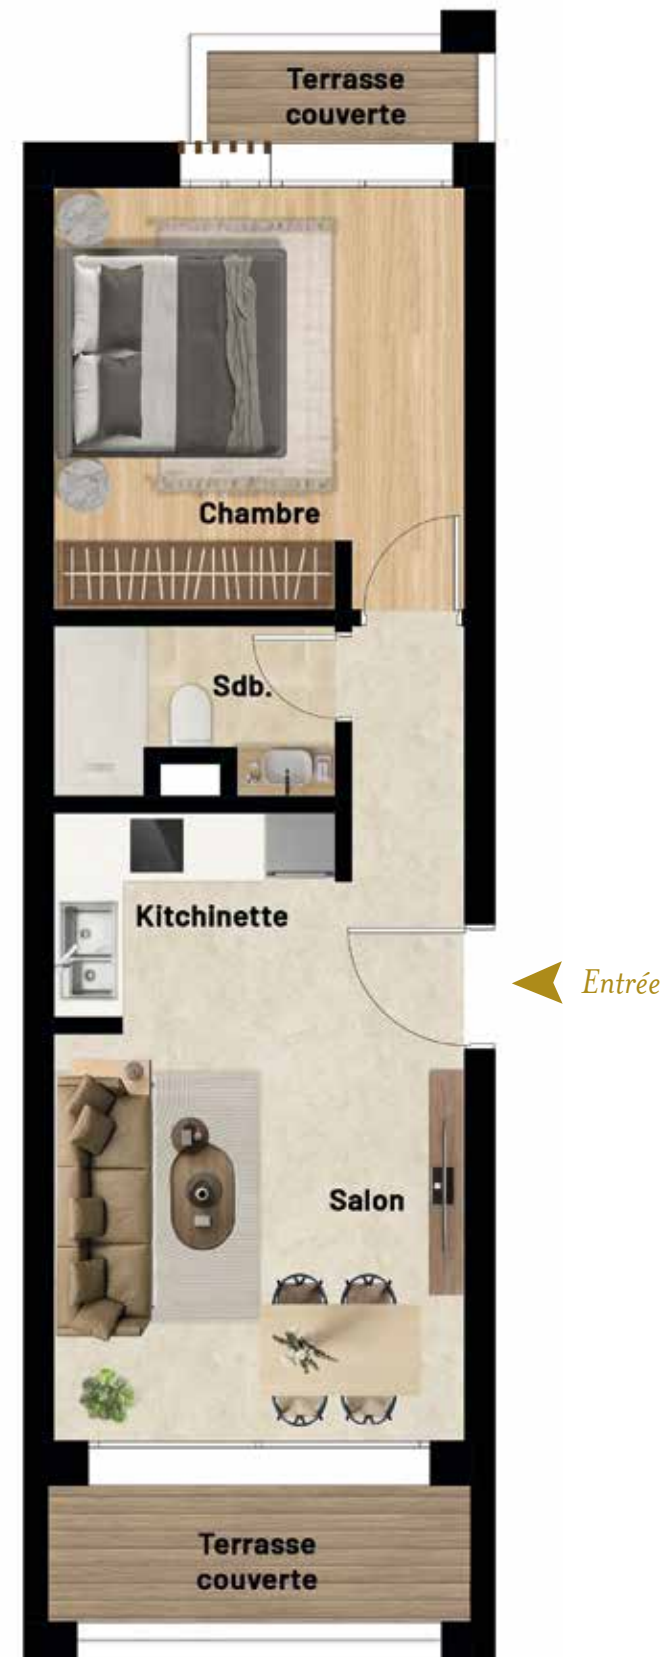 Terrasse
couverte
Chambre
Sdb.
Kitchinette
Entrée
Salon
Terrasse
couverte